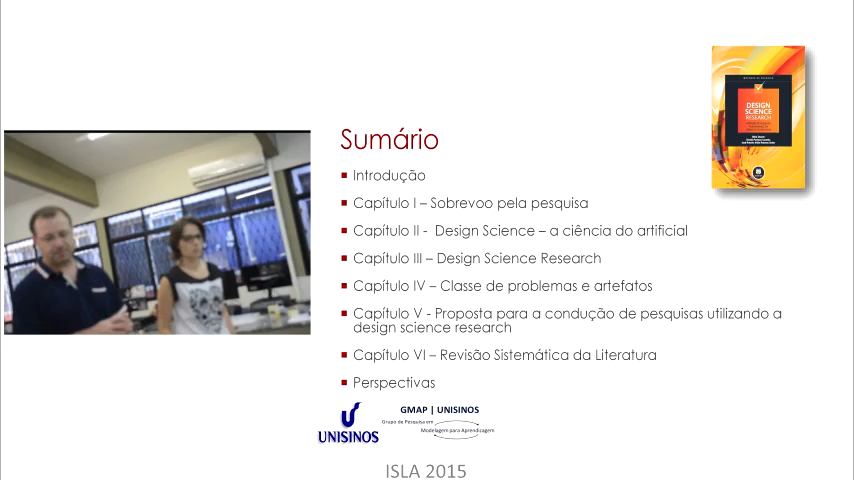 DESIGN
SCIENCE
RESEARCH
Sumário
Introdução
Capítulo I – Sobrevoo pela pesquisa
Capítulo II - Design Science – a ciência do artificial
Capítulo III – Design Science Research
Capítulo IV – Classe de problemas e artefatos
Capítulo V - Proposta para a condução de pesquisas utilizando a
design science research
Capítulo VI – Revisão Sistemática da Literatura
Perspectivas
UNISINOS
GMAP | UNISINOS
Grupo de Pesquisa em
Modelagem para Aprendizagem
ISLA 2015